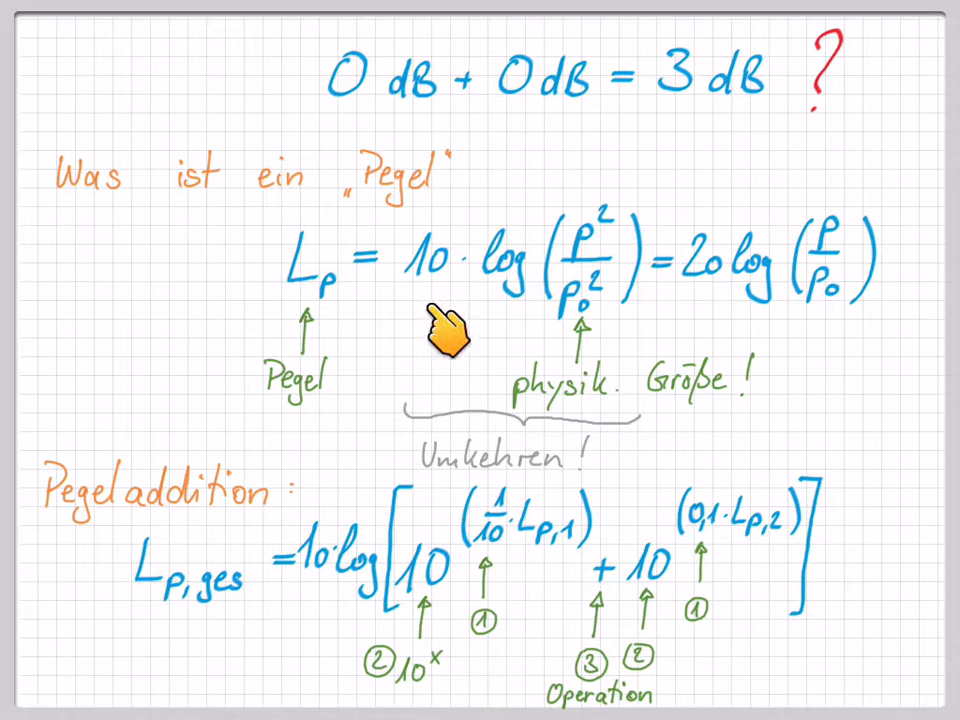 0 dB + 0 dB = 3 dB ?
Was ist ein „Pegel“
L_p = 10 · log (p²/p₀²) = 20 log (p/p₀)
Pegel
physik. Größe!
Umkehren!
Pegeladdition:
L_p,ges = 10·log[10^(1/10·L_p,1) + 10^(0,1·L_p,2)]
① ①
② 10^x ③ ②
Operation